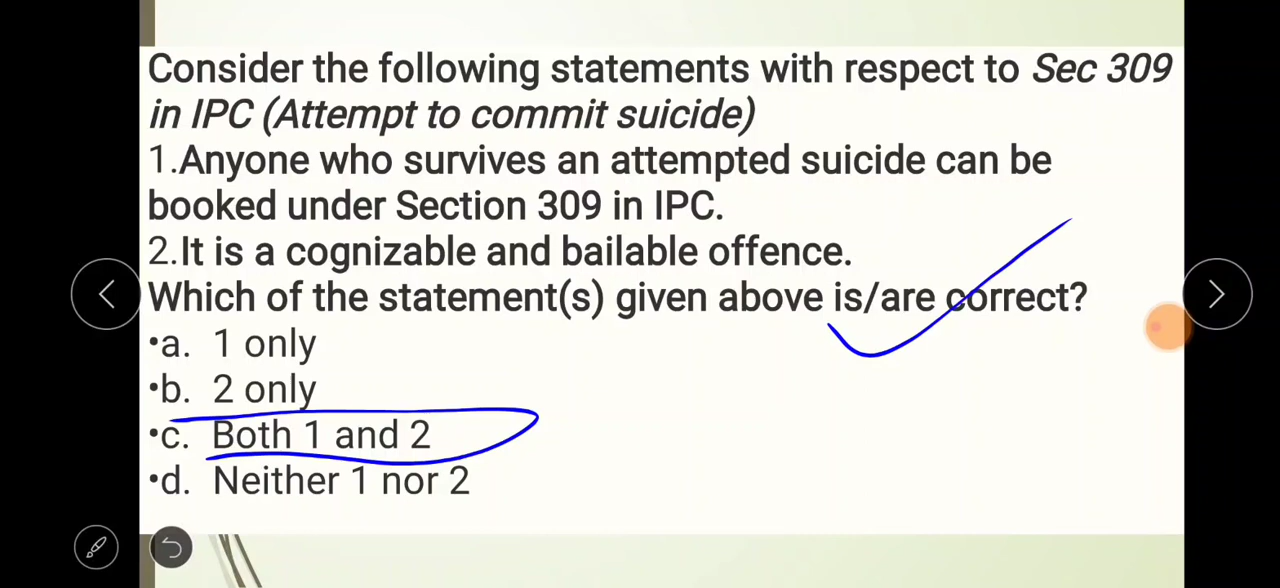 Consider the following statements with respect to Sec 309
in IPC (Attempt to commit suicide)
1.Anyone who survives an attempted suicide can be
booked under Section 309 in IPC.
2.It is a cognizable and bailable offence.
Which of the statement(s) given above is/are correct?
•a. 1 only
•b. 2 only
•c. Both 1 and 2
•d. Neither 1 nor 2